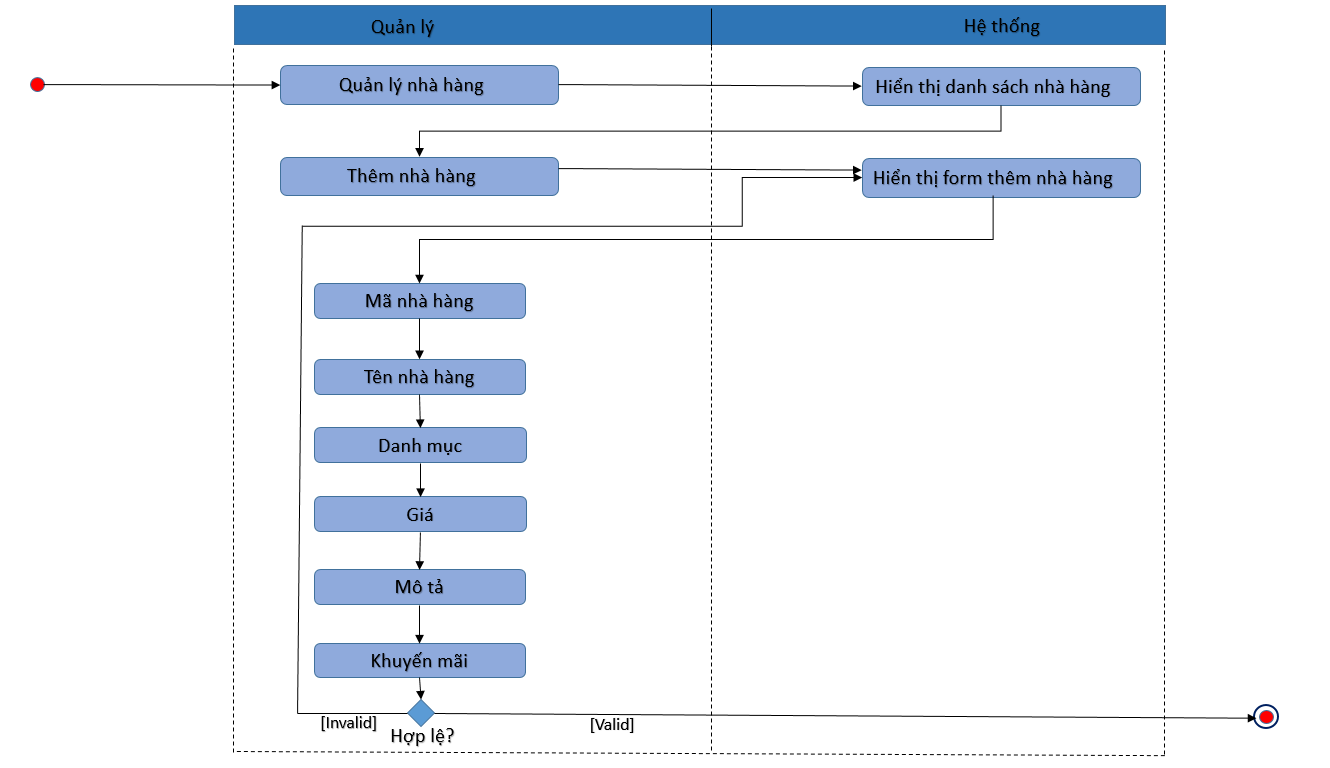 Quản lý
Hệ thống
Quản lý nhà hàng
Hiển thị danh sách nhà hàng
Thêm nhà hàng
Hiển thị form thêm nhà hàng
Mã nhà hàng
Tên nhà hàng
Danh mục
Giá
Mô tả
Khuyến mãi
[Invalid]
[Valid]
Hợp lệ?